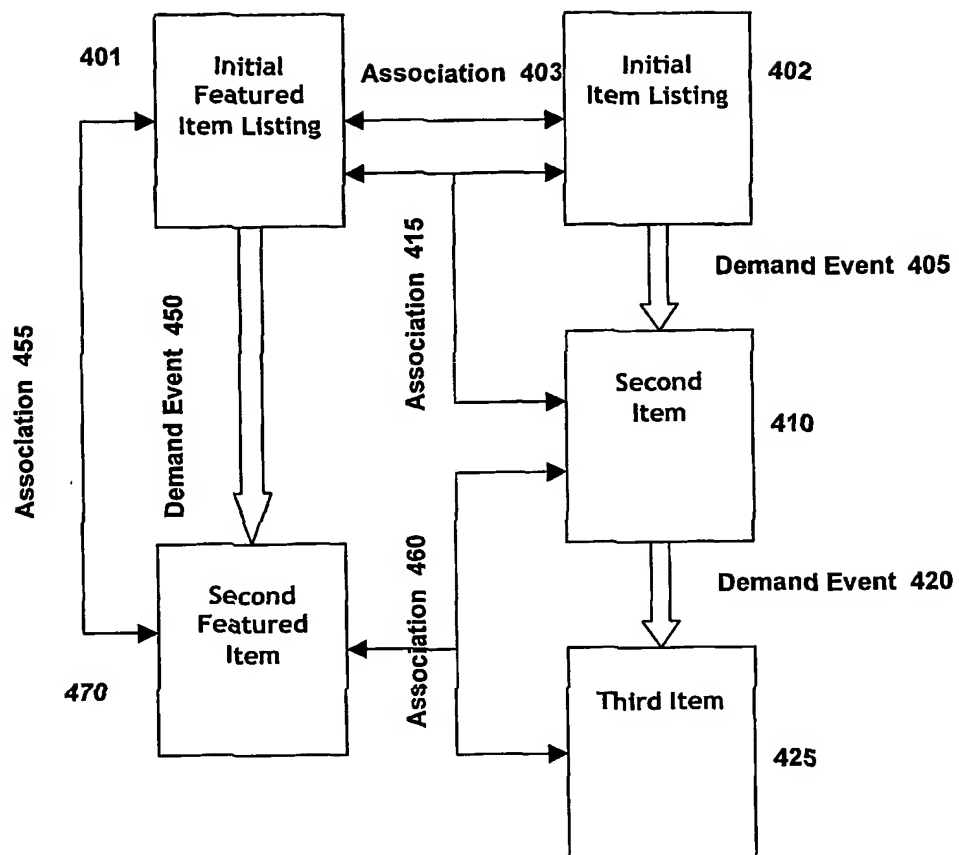 401
Initial
Featured
Item Listing
Association 403
Initial
Item Listing
402
Association 455
Demand Event 450
Association 415
Demand Event 405
Second
Item
410
Second
Featured
Item
470
Association 460
Demand Event 420
Third Item
425